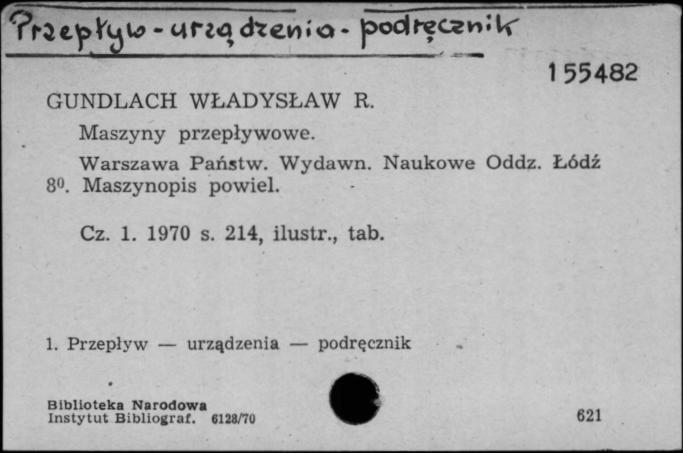 Przepływ - urządzenia - podręcznik
155482
GUNDLACH WŁADYSŁAW R.
Maszyny przepływowe.
Warszawa Państw. Wydawn. Naukowe Oddz. Łódź
8⁰. Maszynopis powiel.
Cz. 1. 1970 s. 214, ilustr., tab.
1. Przepływ — urządzenia — podręcznik
Biblioteka Narodowa
Instytut Bibliograf. 6128/70
621